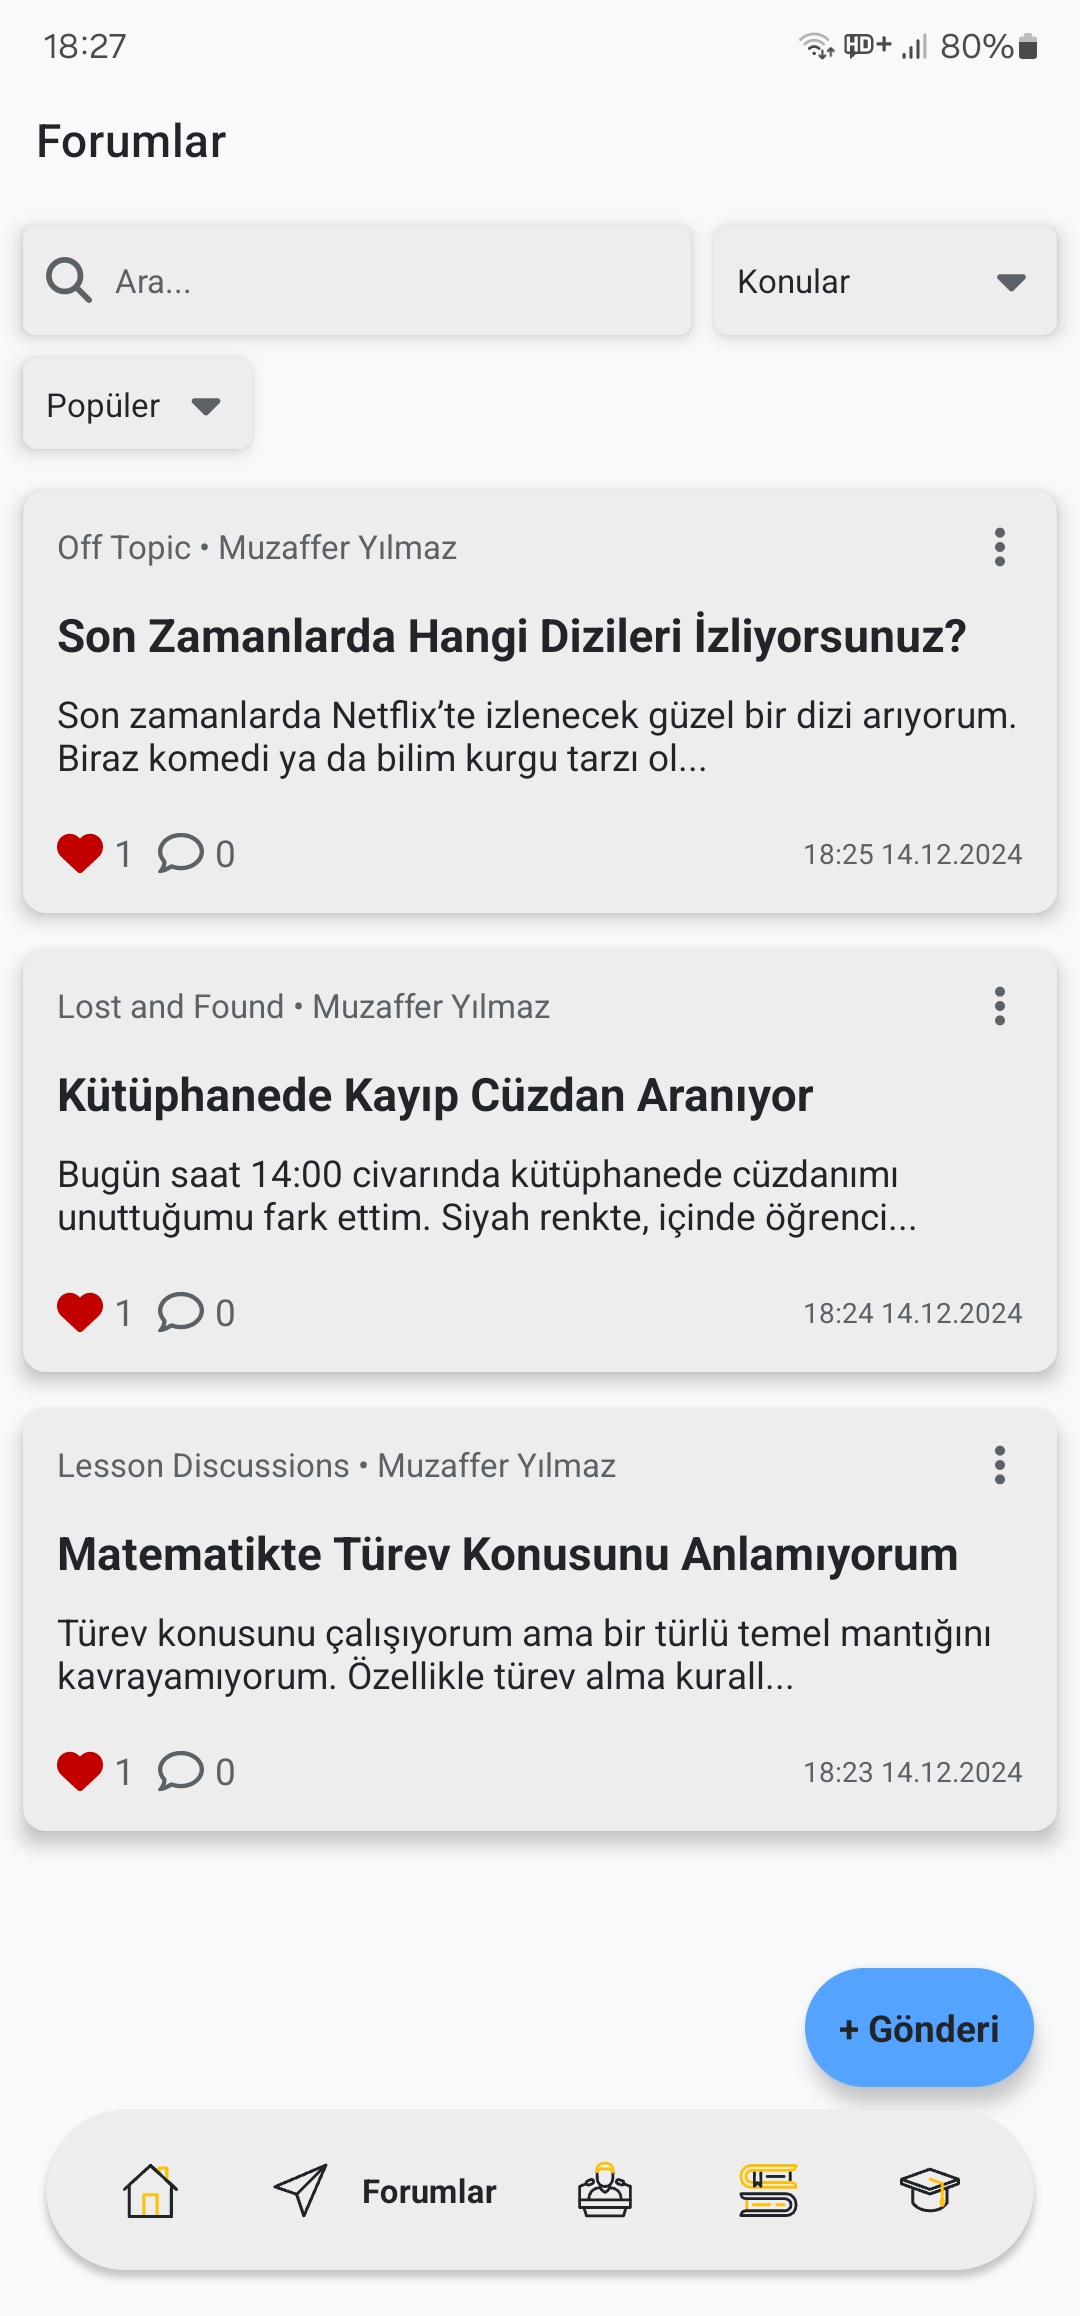 18:27
80%
Forumlar
Ara...
Konular
Popüler
Off Topic • Muzaffer Yılmaz
Son Zamanlarda Hangi Dizileri İzliyorsunuz?
Son zamanlarda Netflix’te izlenecek güzel bir dizi arıyorum.
Biraz komedi ya da bilim kurgu tarzı ol...
1 0 18:25 14.12.2024
Lost and Found • Muzaffer Yılmaz
Kütüphanede Kayıp Cüzdan Aranıyor
Bugün saat 14:00 civarında kütüphanede cüzdanımı
unuttuğumu fark ettim. Siyah renkte, içinde öğrenci...
1 0 18:24 14.12.2024
Lesson Discussions • Muzaffer Yılmaz
Matematikte Türev Konusunu Anlamıyorum
Türev konusunu çalışıyorum ama bir türlü temel mantığını
kavrayamıyorum. Özellikle türev alma kurall...
1 0 18:23 14.12.2024
+ Gönderi
Forumlar